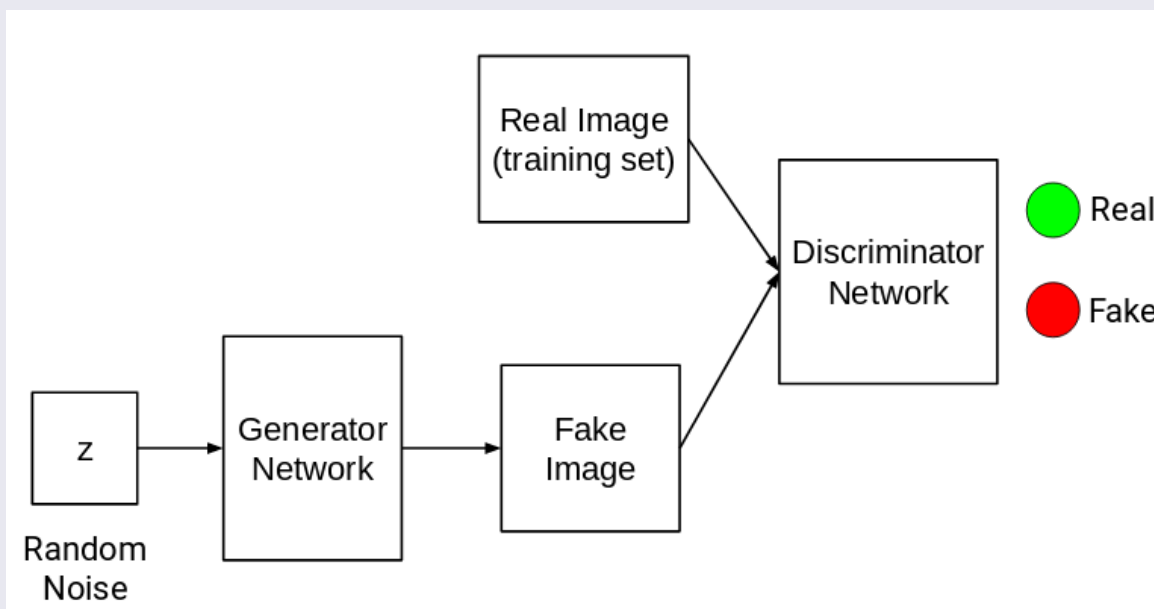 Real Image
(training set)
Discriminator
Network
Real
Fake
z
Random
Noise
Generator
Network
Fake
Image